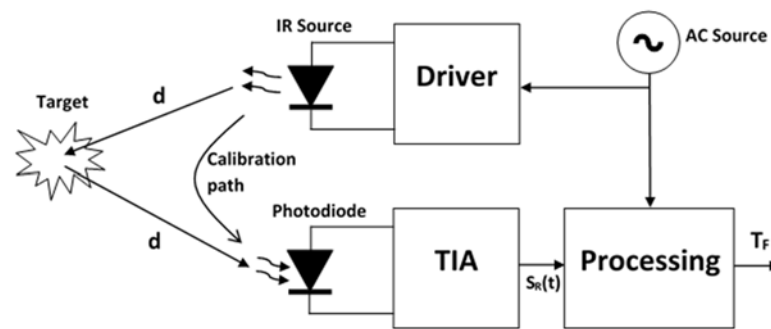 IR Source
AC Source
Driver
Target
d
Calibration
path
d
Photodiode
TIA
S_R(t)
Processing
T_F